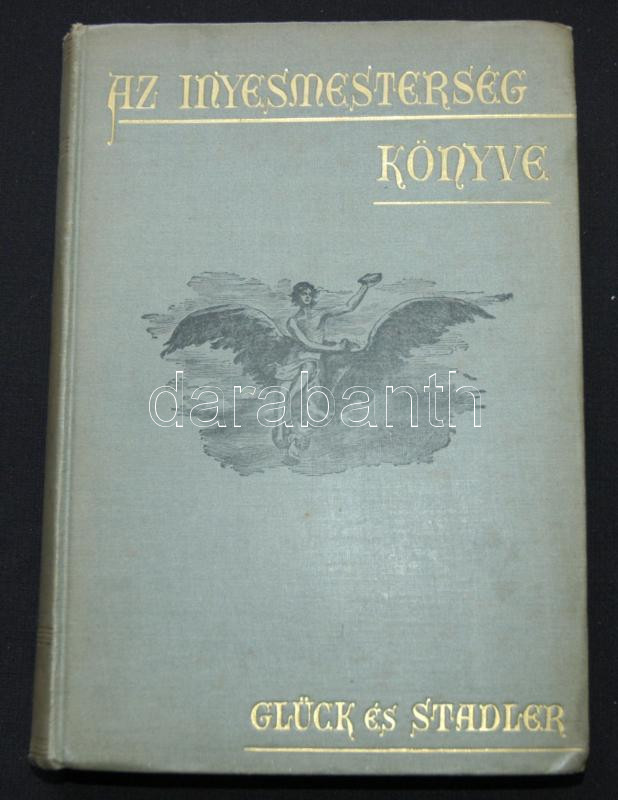 AZ INYESMESTERSÉG
KÖNYVE
darabanth
GLÜCK ÉS STADLER